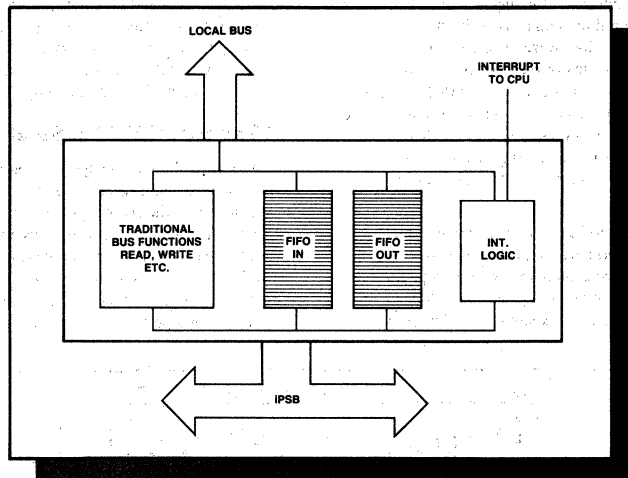 LOCAL BUS
INTERRUPT
TO CPU
TRADITIONAL
BUS FUNCTIONS
READ, WRITE
ETC.
FIFO
IN
FIFO
OUT
INT.
LOGIC
iPSB